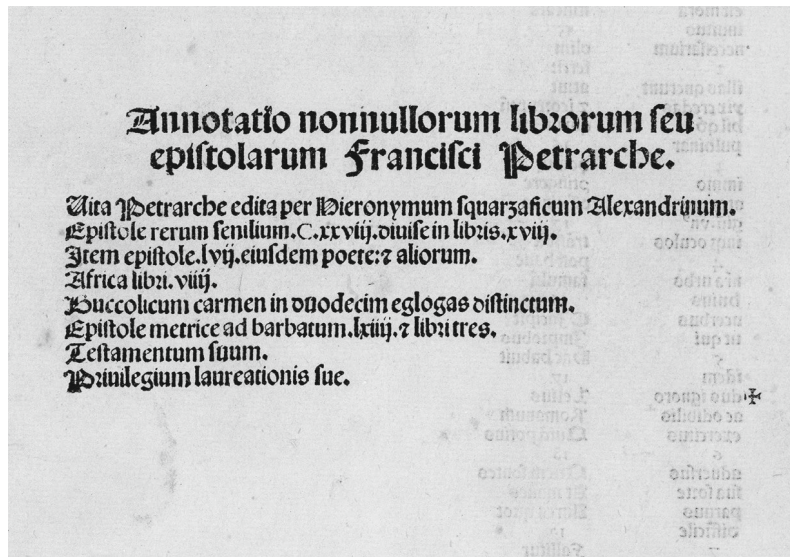 Annotatio nonnullorum librorum seu
epistolarum Francisci Petrarche.
Uita Petrarche edita per Hieronymum squarzaficum Alexandrinum.
Epistole rerum senilium.C.xxviij.diuise in libris.xviij.
Item epistole.lvij.eiusdem poete:⁊ aliorum.
Africa libri.viiij.
Buccolicum carmen in duodecim eglogas distinctum.
Epistole metrice ad barbatum.lxiiij.⁊ libri tres.
Testamentum suum.
Priuilegium laureationis sue.